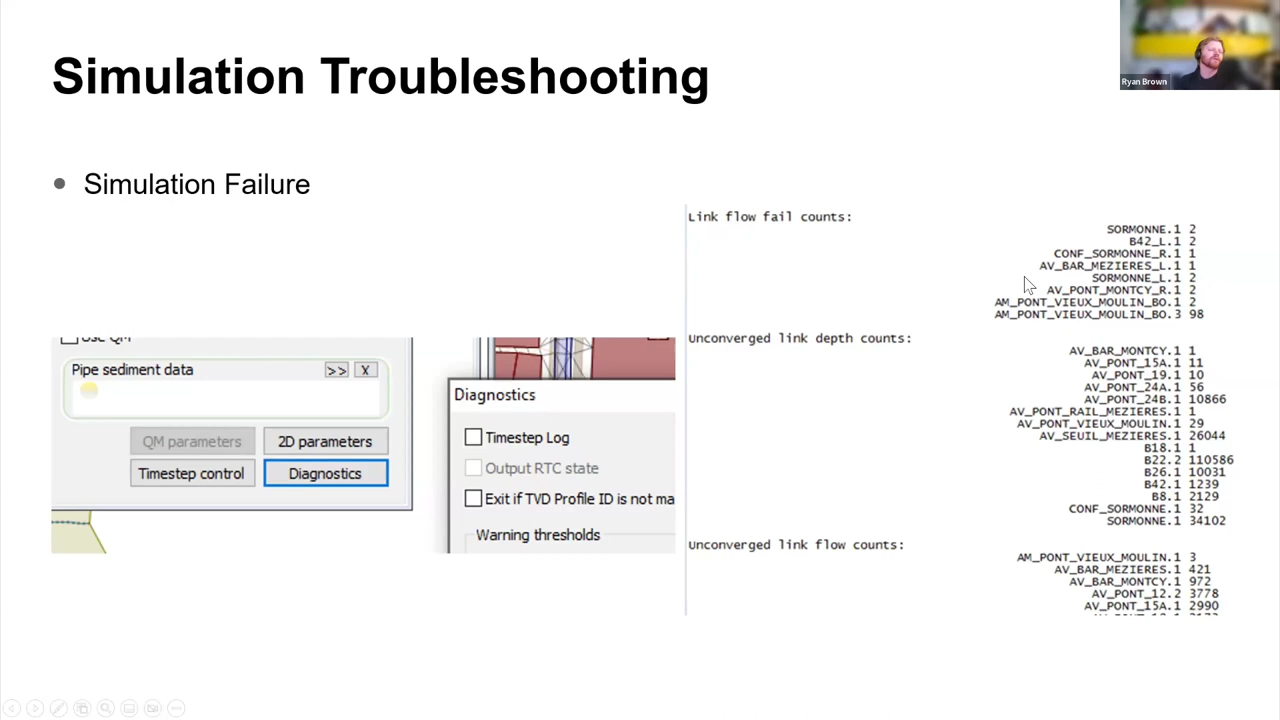 Simulation Troubleshooting
Ryan Brown
Simulation Failure
Use QM
Pipe sediment data
>>
X
QM parameters
2D parameters
Timestep control
Diagnostics
Diagnostics
Timestep Log
Output RTC state
Exit if TVD Profile ID is not ma
Warning thresholds
Link flow fail counts:
SORMONNE.1 2
B42_L.1 2
CONF_SORMONNE_R.1 1
AV_BAR_MEZIERES_L.1 1
SORMONNE_L.1 2
AV_PONT_MONTCY_R.1 2
AM_PONT_VIEUX_MOULIN_BO.1 2
AM_PONT_VIEUX_MOULIN_BO.3 98
Unconverged link depth counts:
AV_BAR_MONTCY.1 1
AV_PONT_15A.1 11
AV_PONT_19.1 10
AV_PONT_24A.1 56
AV_PONT_24B.1 10866
AV_PONT_RAIL_MEZIERES.1 1
AV_PONT_VIEUX_MOULIN.1 29
AV_SEUIL_MEZIERES.1 26044
B18.1 1
B22.2 110586
B26.1 10031
B42.1 1239
B8.1 2129
CONF_SORMONNE.1 32
SORMONNE.1 34102
Unconverged link flow counts:
AM_PONT_VIEUX_MOULIN.1 3
AV_BAR_MEZIERES.1 421
AV_BAR_MONTCY.1 972
AV_PONT_12.2 3778
AV_PONT_15A.1 2990